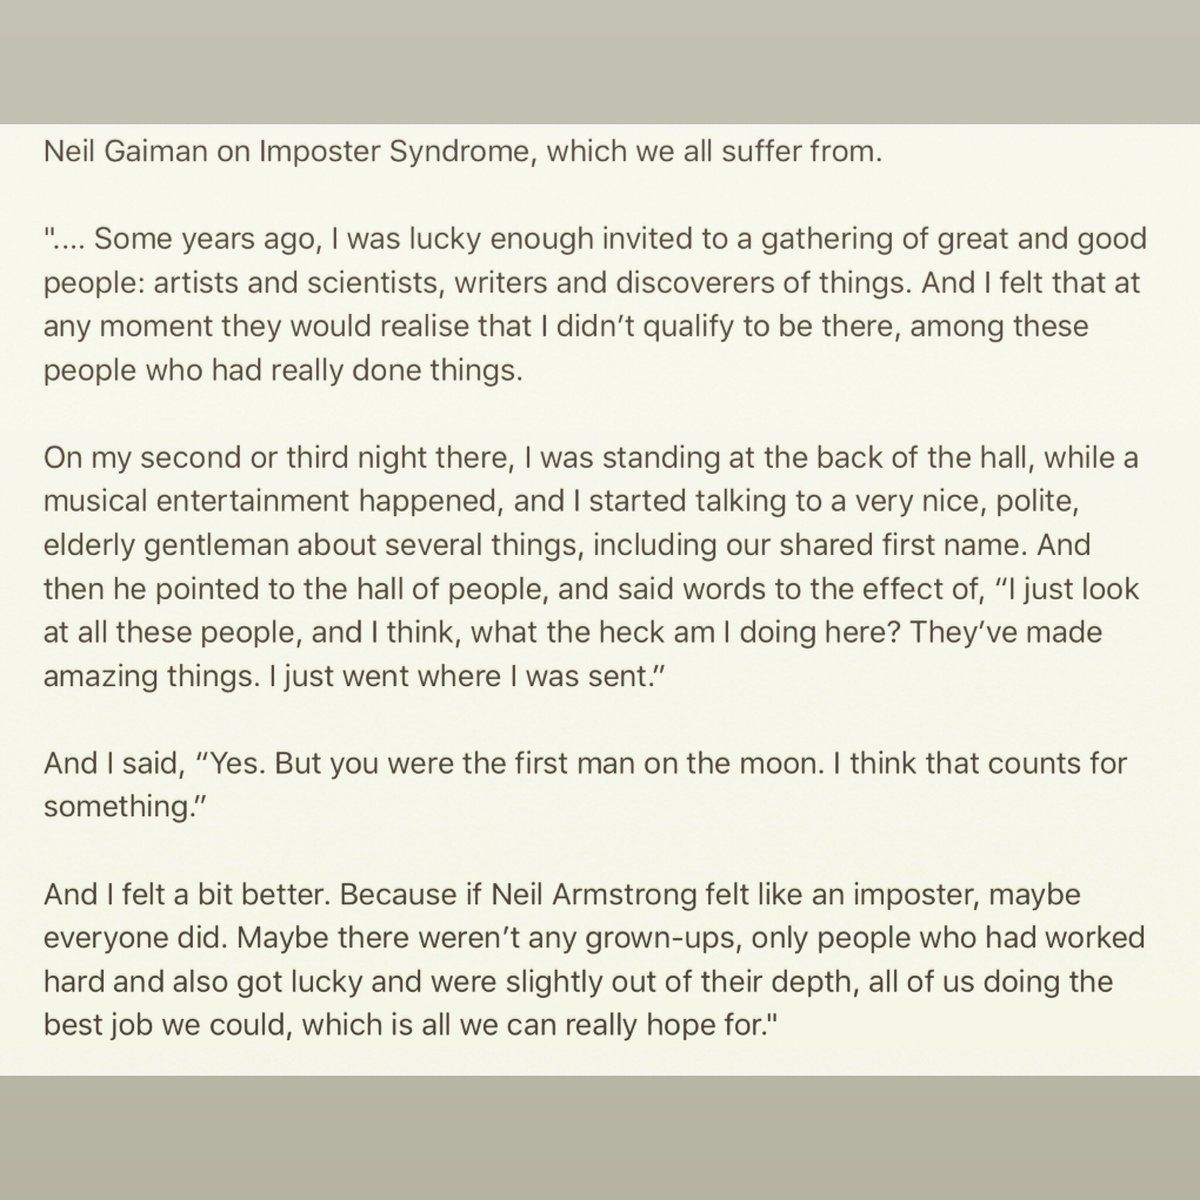 Neil Gaiman on Imposter Syndrome, which we all suffer from.
".... Some years ago, I was lucky enough invited to a gathering of great and good
people: artists and scientists, writers and discoverers of things. And I felt that at
any moment they would realise that I didn’t qualify to be there, among these
people who had really done things.
On my second or third night there, I was standing at the back of the hall, while a
musical entertainment happened, and I started talking to a very nice, polite,
elderly gentleman about several things, including our shared first name. And
then he pointed to the hall of people, and said words to the effect of, “I just look
at all these people, and I think, what the heck am I doing here? They’ve made
amazing things. I just went where I was sent.”
And I said, “Yes. But you were the first man on the moon. I think that counts for
something.”
And I felt a bit better. Because if Neil Armstrong felt like an imposter, maybe
everyone did. Maybe there weren’t any grown-ups, only people who had worked
hard and also got lucky and were slightly out of their depth, all of us doing the
best job we could, which is all we can really hope for."